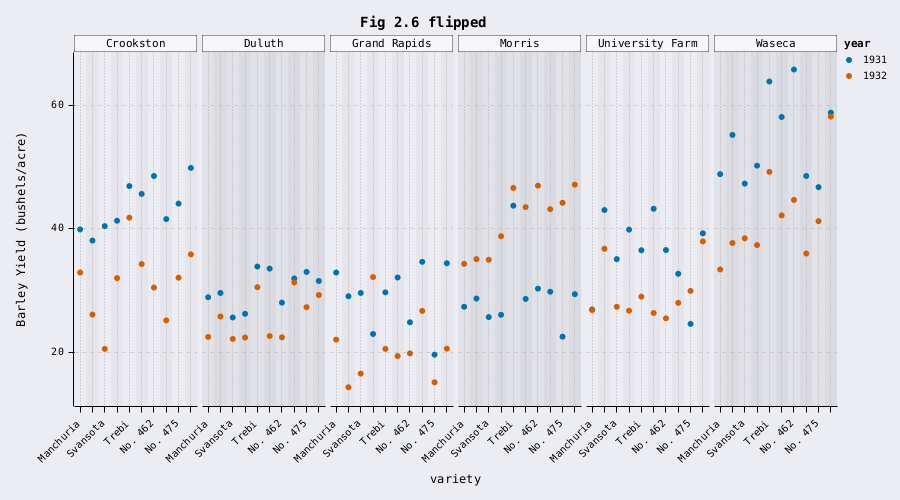 Fig 2.6 flipped
Crookston Duluth Grand Rapids Morris University Farm Waseca
year
1931
1932
Barley Yield (bushels/acre)
60
40
20
Manchuria Svansota Trebi No. 462 No. 475 Manchuria Svansota Trebi No. 462 No. 475 Manchuria Svansota Trebi No. 462 No. 475 Manchuria Svansota Trebi No. 462 No. 475 Manchuria Svansota Trebi No. 462 No. 475 Manchuria Svansota Trebi No. 462 No. 475
variety